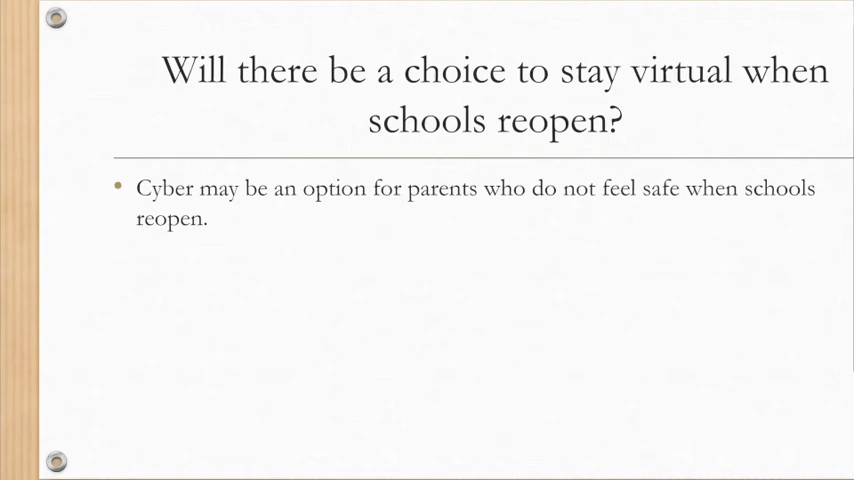 Will there be a choice to stay virtual when
schools reopen?
• Cyber may be an option for parents who do not feel safe when schools
reopen.